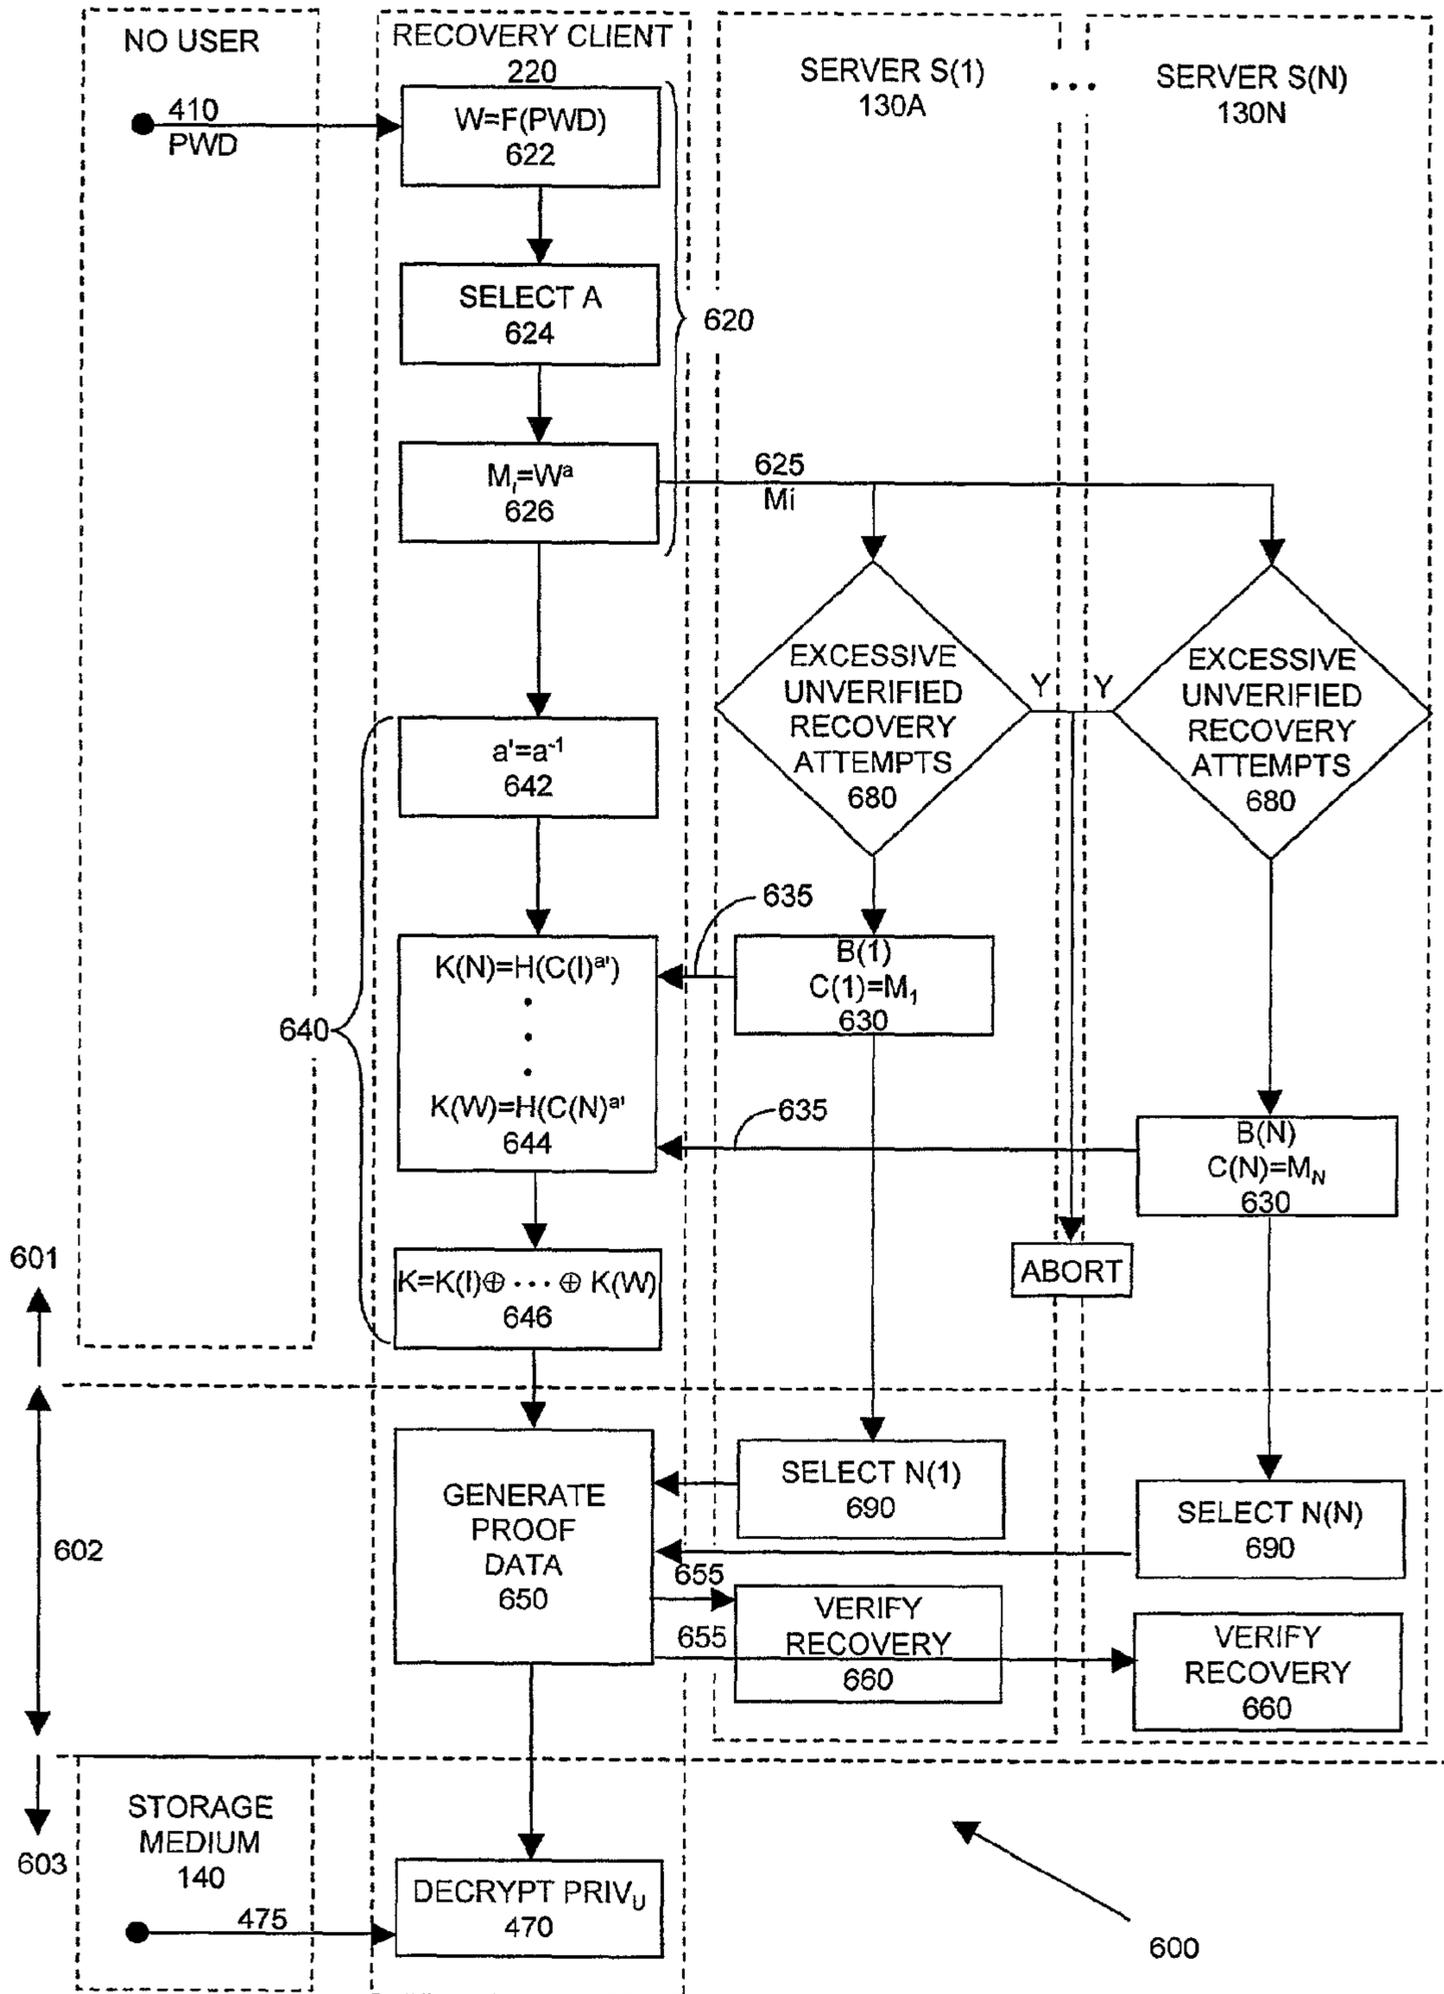 NO USER
410
PWD
RECOVERY CLIENT
220
W=F(PWD)
622
SELECT A
624
Mᵢ=Wᵃ
626
620
SERVER S(1)
130A
...
SERVER S(N)
130N
625
Mi
EXCESSIVE
UNVERIFIED
RECOVERY
ATTEMPTS
680
Y
Y
EXCESSIVE
UNVERIFIED
RECOVERY
ATTEMPTS
680
a'=a⁻¹
642
635
K(N)=H(C(I)ᵃ')
K(W)=H(C(N)ᵃ'
644
640
B(1)
C(1)=M₁
630
635
B(N)
C(N)=M_N
630
601
K=K(I)⊕ ··· ⊕ K(W)
646
ABORT
602
GENERATE
PROOF
DATA
650
SELECT N(1)
690
SELECT N(N)
690
655
VERIFY
RECOVERY
660
655
VERIFY
RECOVERY
660
603
STORAGE
MEDIUM
140
475
DECRYPT PRIV_U
470
600